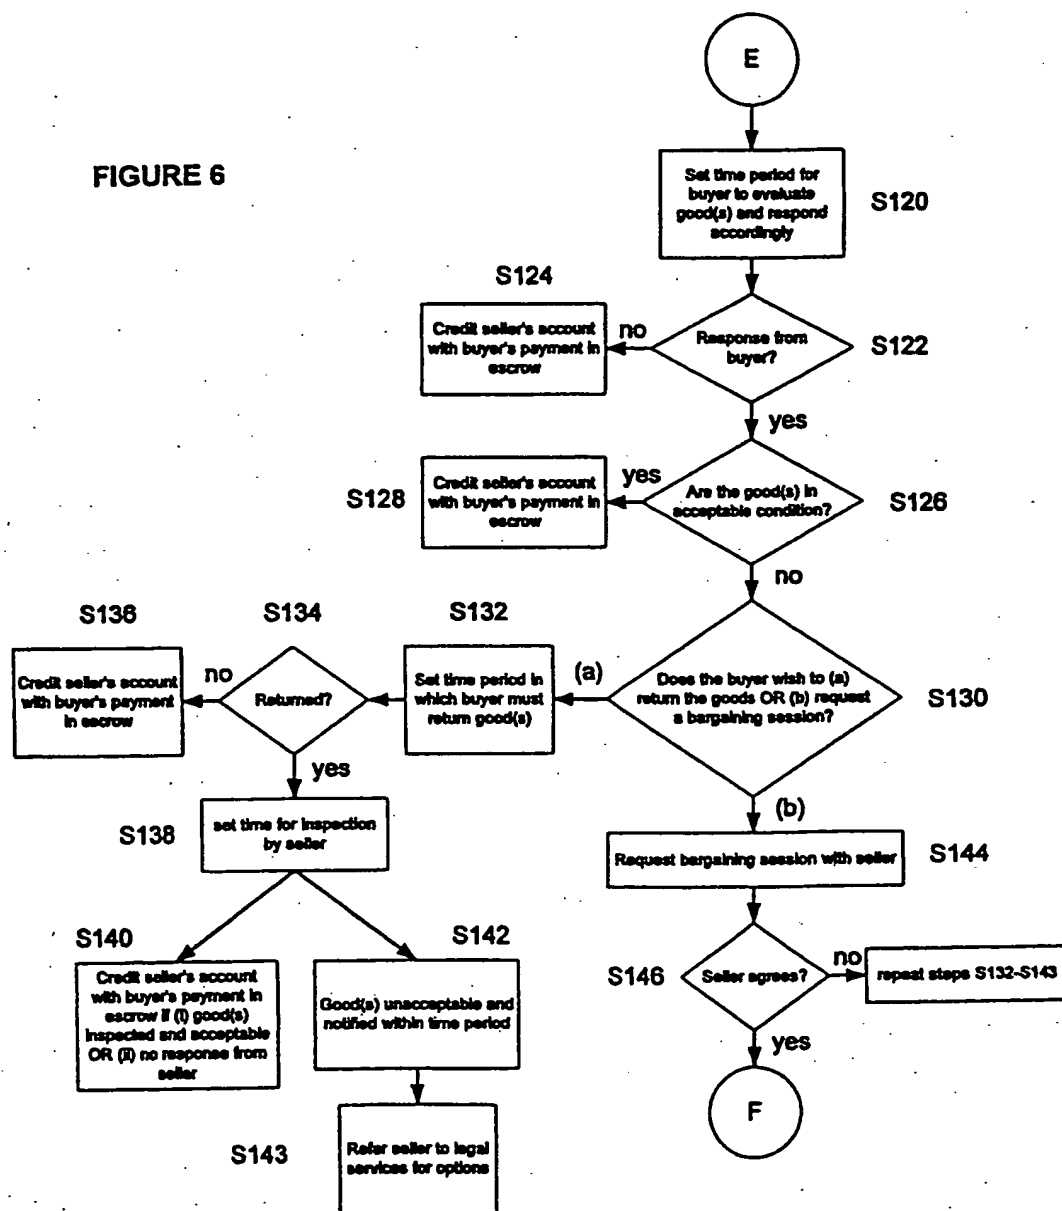 E
FIGURE 6
Set time period for
buyer to evaluate
good(s) and respond
accordingly
S120
S124
Credit seller's account
with buyer's payment in
escrow
no
Response from
buyer?
S122
yes
S128
Credit seller's account
with buyer's payment in
escrow
yes
Are the good(s) in
acceptable condition?
S126
no
S136
S134
S132
Credit seller's account
with buyer's payment
in escrow
no
Returned?
Set time period in
which buyer must
return good(s)
(a)
Does the buyer wish to (a)
return the goods OR (b) request
a bargaining session?
S130
yes
(b)
S138
set time for inspection
by seller
Request bargaining session with seller
S144
S140
S142
Credit seller's account
with buyer's payment in
escrow if (i) good(s)
inspected and acceptable
OR (ii) no response from
seller
Good(s) unacceptable and
notified within time period
S146
Seller agrees?
no
repeat steps S132-S143
yes
F
S143
Refer seller to legal
services for options